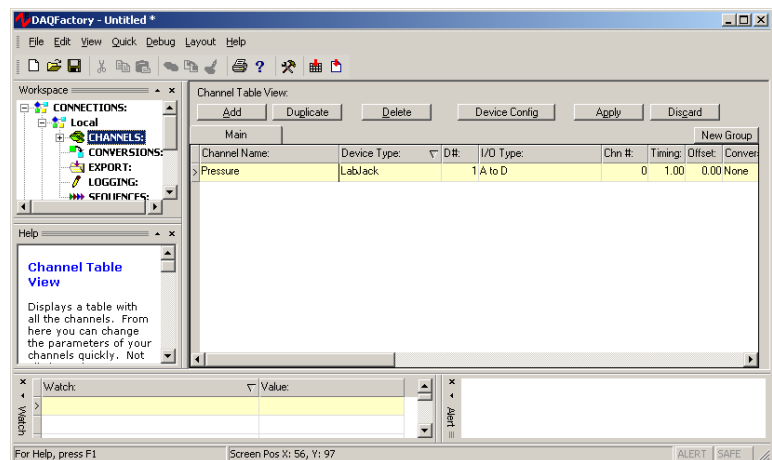 DAQFactory - Untitled *
File Edit View Quick Debug Layout Help
Workspace
CONNECTIONS:
Local
CHANNELS:
CONVERSIONS:
EXPORT:
LOGGING:
SEQUENCES:
Channel Table View:
Add Duplicate Delete Device Config Apply Discard
Main New Group
Channel Name: Device Type: D#: I/O Type: Chn #: Timing: Offset: Conver
Pressure LabJack 1 A to D 0 1.00 0.00 None
Help
Channel Table
View
Displays a table with
all the channels. From
here you can change
the parameters of your
channels quickly. Not
Watch
Watch: Value:
Alert
For Help, press F1 Screen Pos X: 56, Y: 97 ALERT SAFE